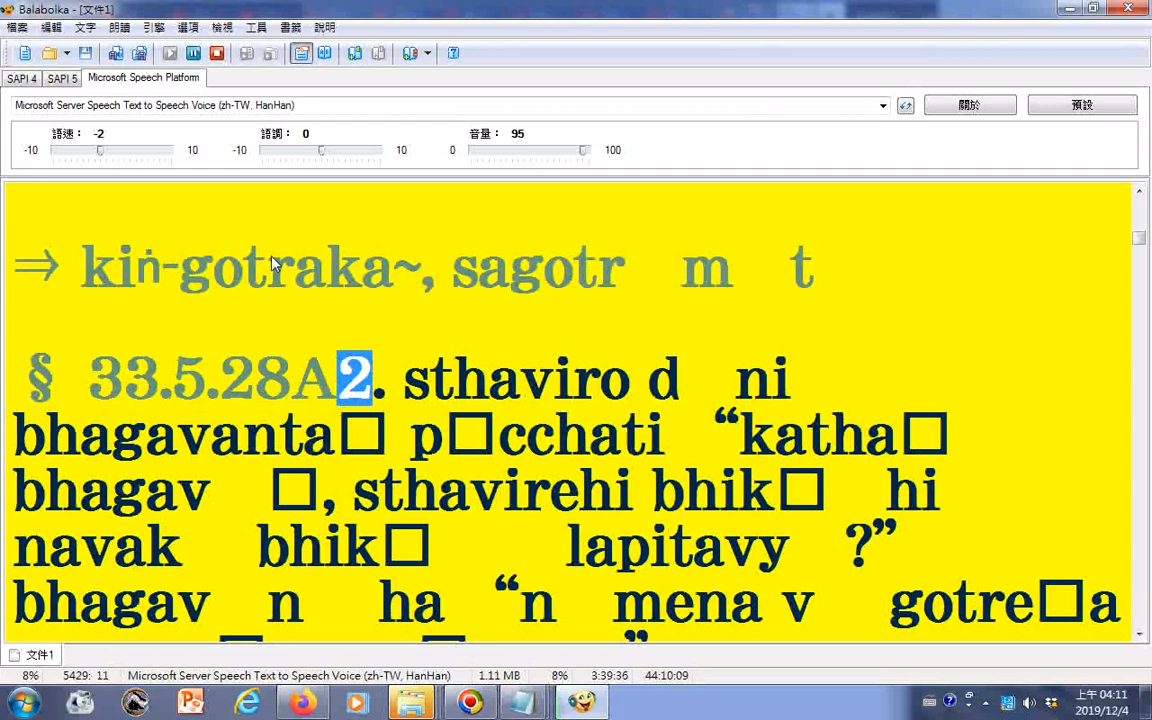 Balabolka - [文件1]
檔案 編輯 文字 朗讀 引擎 選項 檢視 工具 書籤 說明
SAPI 4 SAPI 5 Microsoft Speech Platform
Microsoft Server Speech Text to Speech Voice (zh-TW, HanHan) 關於 預設
語速： -2 語調： 0 音量： 95
-10 10 -10 10 0 100
⇒ kiṅ-gotraka~, sagotr m t
§ 33.5.28A2. sthaviro d ni
bhagavanta□ p□cchati “katha□
bhagav □, sthavirehi bhik□ hi
navak bhik□ lapitavy ?”
bhagav n ha “n mena v gotre□a
文件1
8% 5429: 11 Microsoft Server Speech Text to Speech Voice (zh-TW, HanHan) 1.11 MB 8% 3:39:36 44:10:09
上午 04:11
2019/12/4